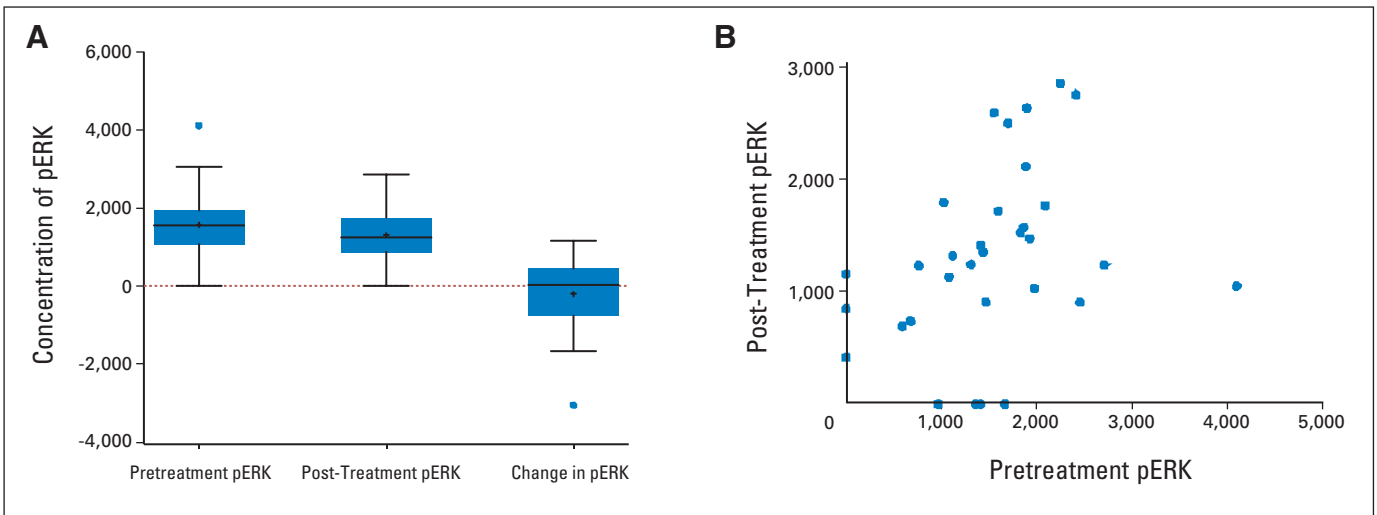 A
6,000
4,000
2,000
0
-2,000
-4,000
Concentration of pERK
Pretreatment pERK
Post-Treatment pERK
Change in pERK
B
3,000
2,000
1,000
Post-Treatment pERK
0
1,000
2,000
3,000
4,000
5,000
Pretreatment pERK